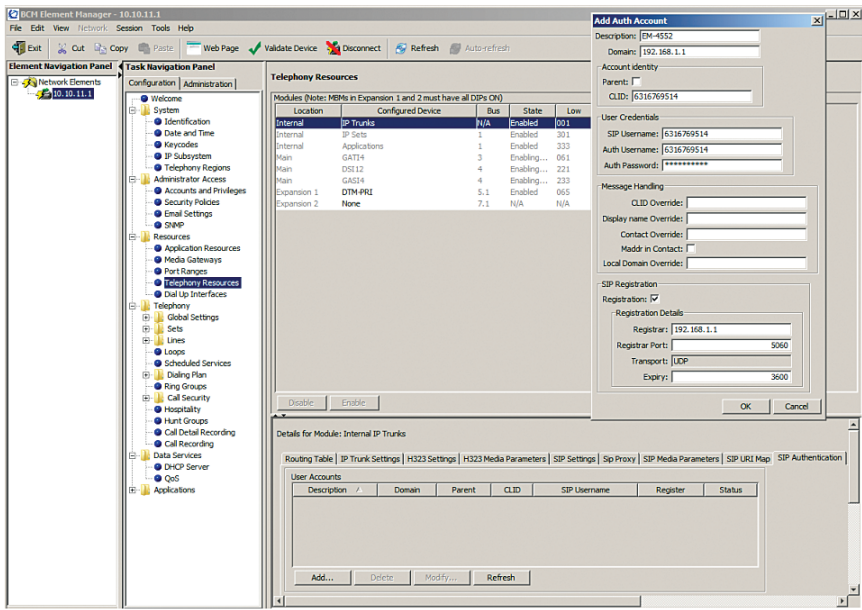 BCM Element Manager - 10.10.11.1
File Edit View Network Session Tools Help
Exit Cut Copy Paste Web Page Validate Device Disconnect Refresh Auto-refresh
Element Navigation Panel
Network Elements
10.10.11.1
Task Navigation Panel
Configuration Administration
Welcome
System
Identification
Date and Time
Keycodes
IP Subsystem
Telephony Regions
Administrator Access
Accounts and Privileges
Security Policies
Email Settings
SNMP
Resources
Application Resources
Media Gateways
Port Ranges
Telephony Resources
Dial Up Interfaces
Telephony
Global Settings
Sets
Lines
Loops
Scheduled Services
Dialing Plan
Ring Groups
Call Security
Hospitality
Hunt Groups
Call Detail Recording
Call Recording
Data Services
DHCP Server
QoS
Applications
Telephony Resources
Modules (Note: MBMs in Expansion 1 and 2 must have all DIPs ON)
Location Configured Device Bus State Low
Internal IP Trunks N/A Enabled 001
Internal IP Sets 1 Enabled 301
Internal Applications 1 Enabled 333
Main GATI4 3 Enabling... 061
Main DSI12 4 Enabling... 221
Main GASI4 4 Enabling... 233
Expansion 1 DTM-PRI 5.1 Enabled 065
Expansion 2 None 7.1 N/A N/A
Disable Enable
Details for Module: Internal IP Trunks
Routing Table IP Trunk Settings H323 Settings H323 Media Parameters SIP Settings Sip Proxy SIP Media Parameters SIP URI Map SIP Authentication
User Accounts
Description Domain Parent CLID SIP Username Register Status
Add... Delete Modify... Refresh
Add Auth Account
Description: EM-4552
Domain: 192.168.1.1
Account identity
Parent:
CLID: 6316769514
User Credentials
SIP Username: 6316769514
Auth Username: 6316769514
Auth Password: **********
Message Handling
CLID Override:
Display name Override:
Contact Override:
Maddr in Contact:
Local Domain Override:
SIP Registration
Registration:
Registration Details
Registrar: 192.168.1.1
Registrar Port: 5060
Transport: UDP
Expiry: 3600
OK Cancel